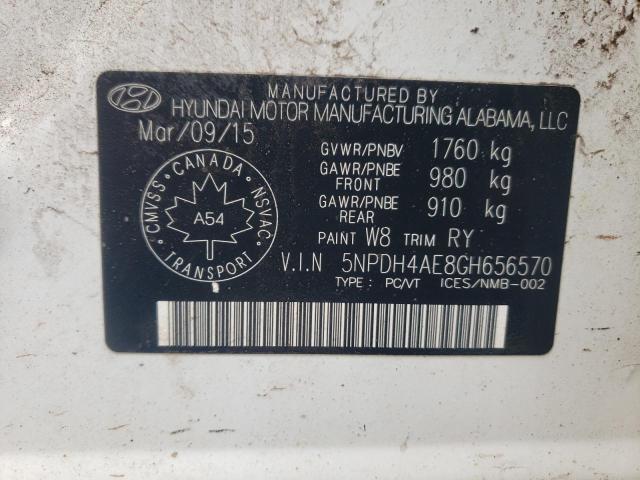 MANUFACTURED BY
HYUNDAI MOTOR MANUFACTURING ALABAMA, LLC
Mar/09/15
GVWR/PNBV 1760 kg
GAWR/PNBE FRONT 980 kg
GAWR/PNBE REAR 910 kg
PAINT W8 TRIM RY
CMVSS CANADA NSVAC
A54
TRANSPORT
V.I.N 5NPDH4AE8GH656570
TYPE : PC/VT ICES/NMB-002